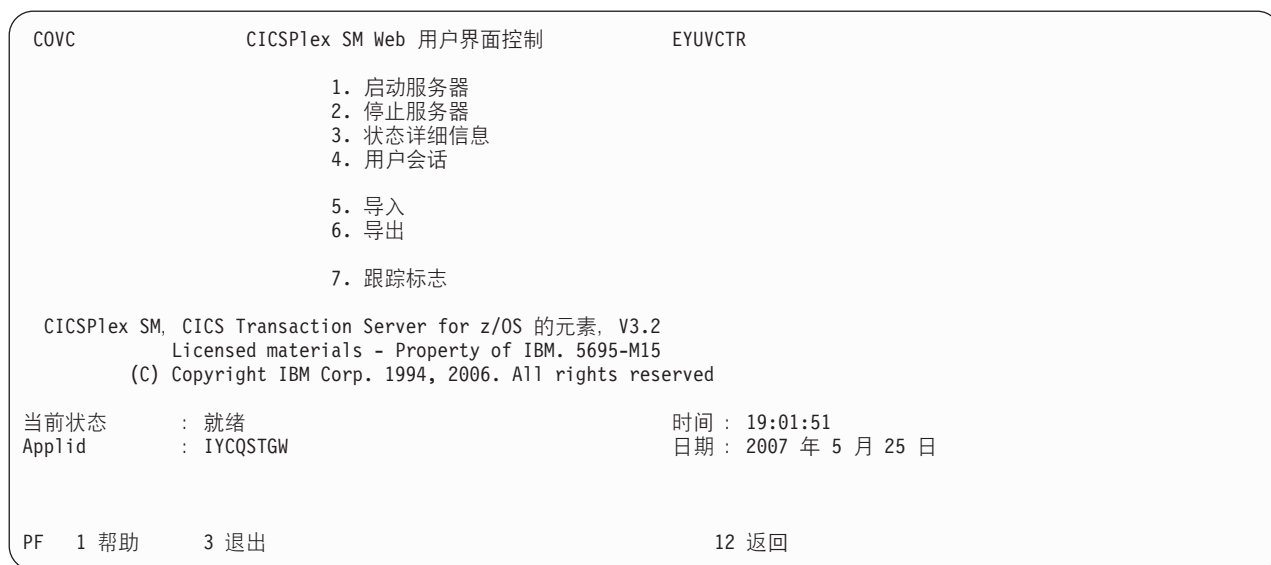 COVC CICSPlex SM Web 用户界面控制 EYUVCTR
1. 启动服务器
2. 停止服务器
3. 状态详细信息
4. 用户会话
5. 导入
6. 导出
7. 跟踪标志
CICSPlex SM, CICS Transaction Server for z/OS 的元素, V3.2
Licensed materials - Property of IBM. 5695-M15
(C) Copyright IBM Corp. 1994, 2006. All rights reserved
当前状态 : 就绪 时间 : 19:01:51
Applid : IYCQSTGW 日期 : 2007 年 5 月 25 日
PF 1 帮助 3 退出 12 返回